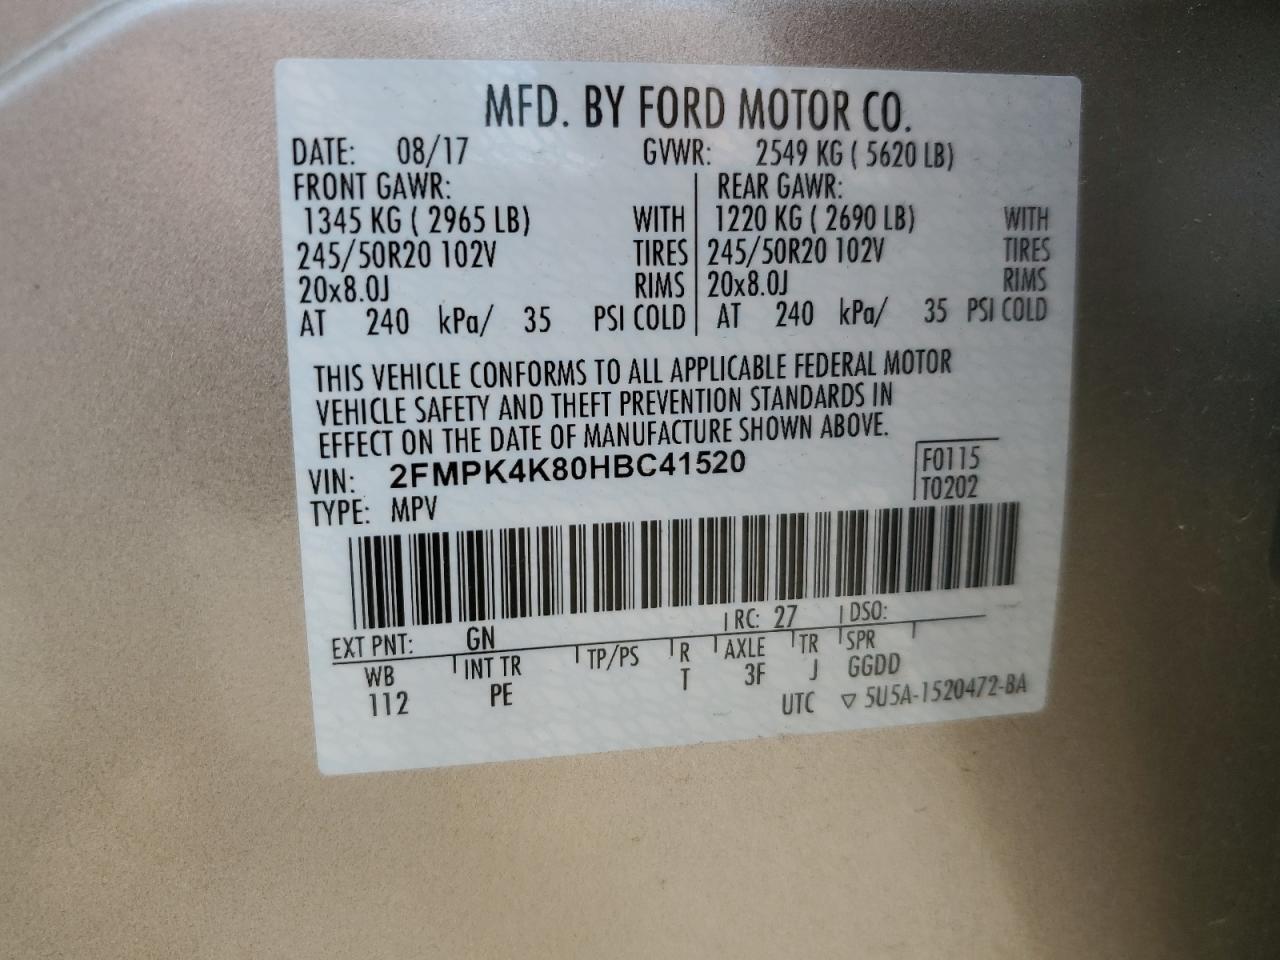 MFD. BY FORD MOTOR CO.
DATE: 08/17 GVWR: 2549 KG ( 5620 LB)
FRONT GAWR: REAR GAWR:
1345 KG ( 2965 LB) WITH 1220 KG ( 2690 LB) WITH
245/50R20 102V TIRES 245/50R20 102V TIRES
20x8.0J RIMS 20x8.0J RIMS
AT 240 kPa/ 35 PSI COLD AT 240 kPa/ 35 PSI COLD
THIS VEHICLE CONFORMS TO ALL APPLICABLE FEDERAL MOTOR
VEHICLE SAFETY AND THEFT PREVENTION STANDARDS IN
EFFECT ON THE DATE OF MANUFACTURE SHOWN ABOVE.
VIN: 2FMPK4K80HBC41520 F0115
TYPE: MPV T0202
EXT PNT: GN RC: 27 DSO:
WB INT TR TP/PS R AXLE TR SPR
112 PE T 3F J GGDD
UTC ▽ 5U5A-1520472-BA